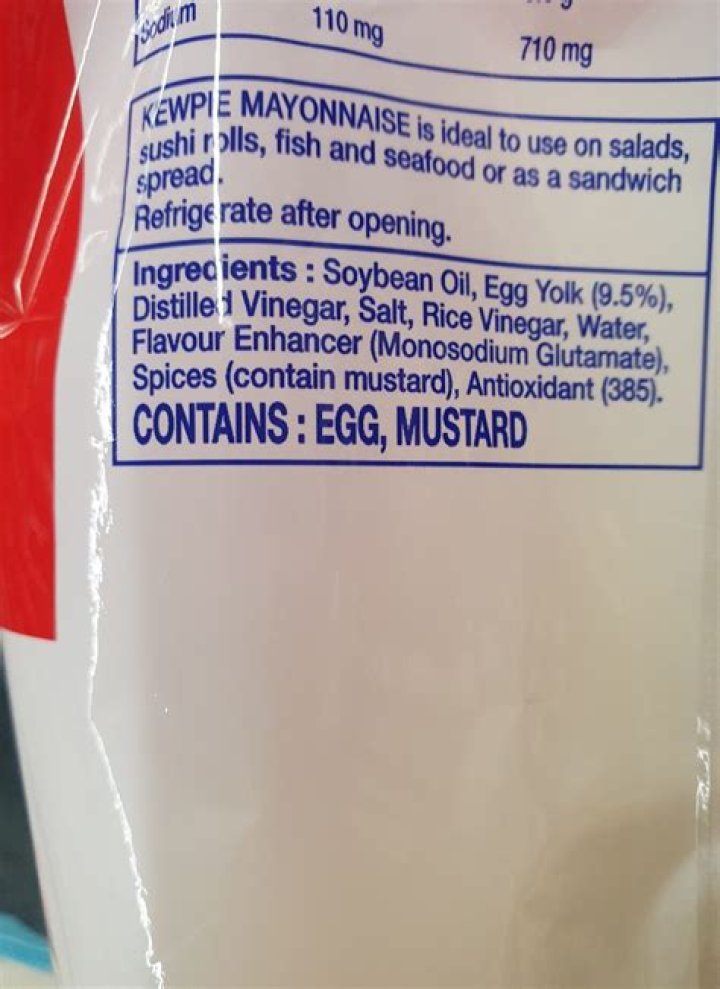 Sodium 110 mg 710 mg
KEWPIE MAYONNAISE is ideal to use on salads,
sushi rolls, fish and seafood or as a sandwich
spread.
Refrigerate after opening.
Ingredients : Soybean Oil, Egg Yolk (9.5%),
Distilled Vinegar, Salt, Rice Vinegar, Water,
Flavour Enhancer (Monosodium Glutamate),
Spices (contain mustard), Antioxidant (385).
CONTAINS : EGG, MUSTARD